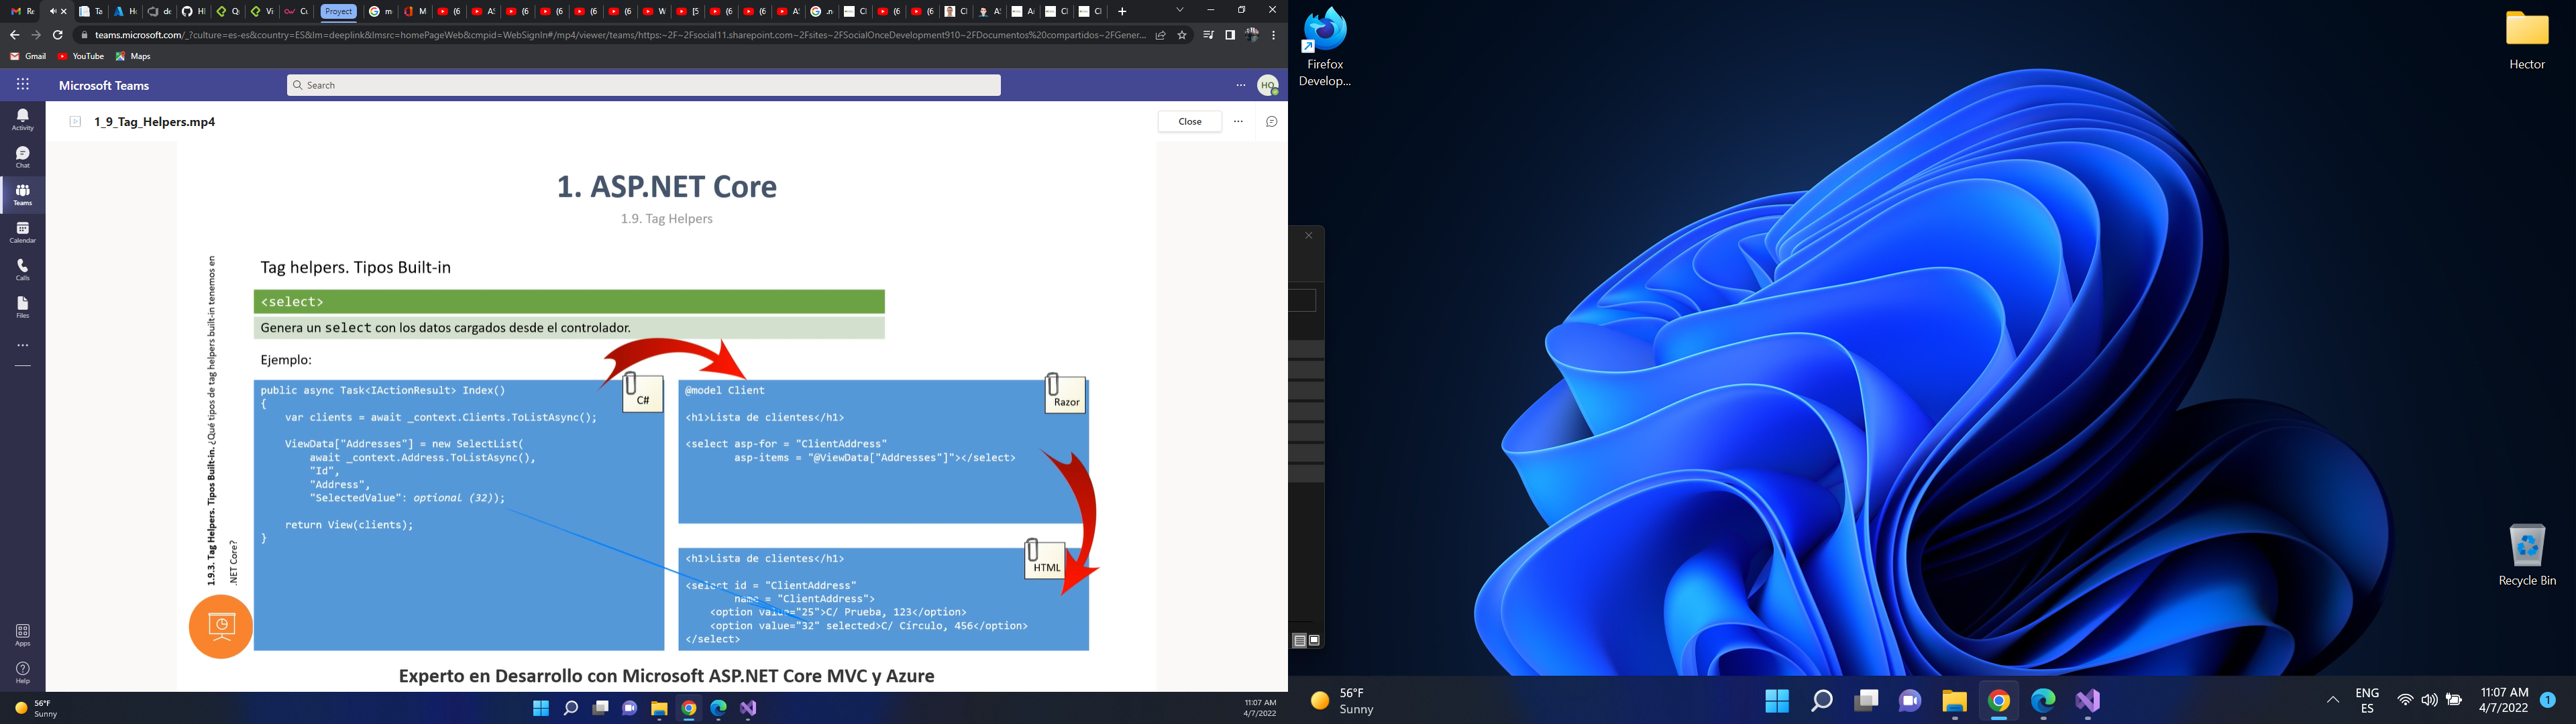 Proyect
teams.microsoft.com/_?culture=es-es&country=ES&lm=deeplink&lmsrc=homePageWeb&cmpid=WebSignIn#/mp4/viewer/teams/https:~2F~2Fsocial11.sharepoint.com~2Fsites~2FSocialOnceDevelopment910~2FDocumentos%20compartidos~2FGener...
Gmail
YouTube
Maps
Microsoft Teams
Search
HO
Activity
Chat
Teams
Calendar
Calls
Files
Apps
Help
1_9_Tag_Helpers.mp4
Close
1. ASP.NET Core
1.9. Tag Helpers
1.9.3. Tag Helpers. Tipos Built-in. ¿Qué tipos de tag helpers built-in tenemos en
.NET Core?
Tag helpers. Tipos Built-in
<select>
Genera un select con los datos cargados desde el controlador.
Ejemplo:
C#
public async Task<IActionResult> Index()
{
var clients = await _context.Clients.ToListAsync();
ViewData["Addresses"] = new SelectList(
await _context.Address.ToListAsync(),
"Id",
"Address",
"SelectedValue": optional (32));
return View(clients);
}
Razor
@model Client
<h1>Lista de clientes</h1>
<select asp-for = "ClientAddress"
asp-items = "@ViewData["Addresses"]"></select>
HTML
<h1>Lista de clientes</h1>
<select id = "ClientAddress"
name = "ClientAddress">
<option value="25">C/ Prueba, 123</option>
<option value="32" selected>C/ Círculo, 456</option>
</select>
Experto en Desarrollo con Microsoft ASP.NET Core MVC y Azure
56°F
Sunny
11:07 AM
4/7/2022
Firefox
Develop...
Hector
Recycle Bin
56°F
Sunny
ENG
ES
11:07 AM
4/7/2022
1